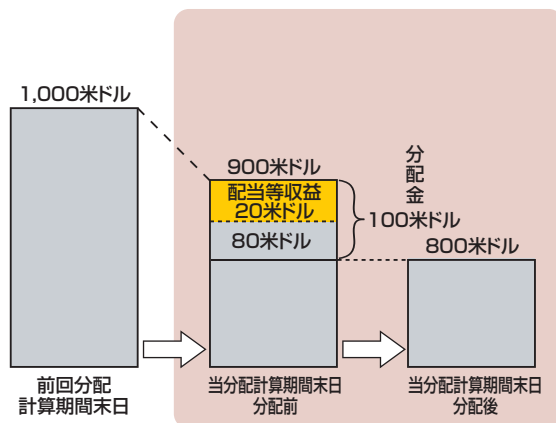 1,000米ドル
900米ドル
配当等収益
20米ドル
80米ドル
分配金
100米ドル
800米ドル
前回分配
計算期間末日
当分配計算期間末日
分配前
当分配計算期間末日
分配後